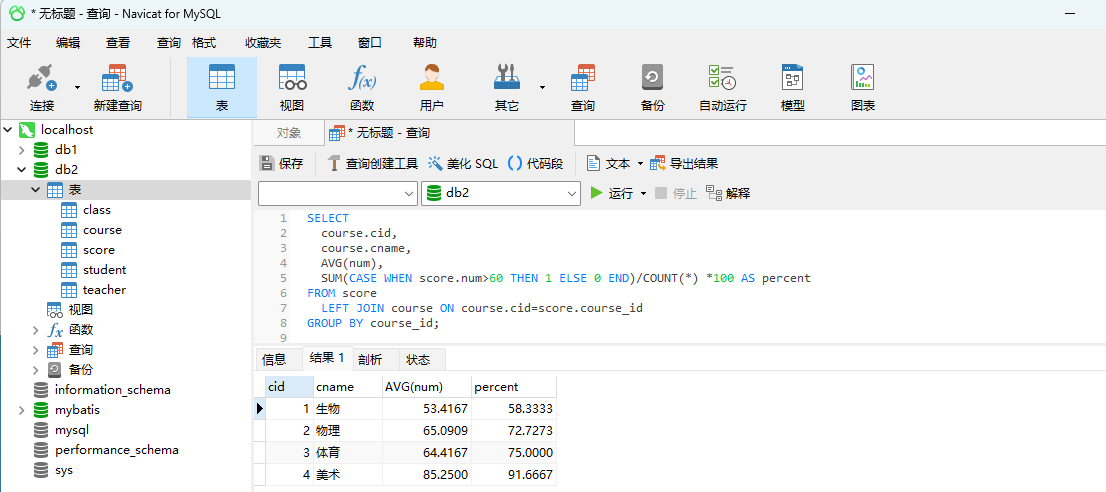 * 无标题 - 查询 - Navicat for MySQL
文件 编辑 查看 查询 格式 收藏夹 工具 窗口 帮助
f(x)
连接 新建查询 表 视图 函数 用户 其它 查询 备份 自动运行 模型 图表
localhost
db1
db2
表
class
course
score
student
teacher
视图
fx 函数
查询
备份
information_schema
mybatis
mysql
performance_schema
sys
对象 * 无标题 - 查询
保存 查询创建工具 美化 SQL () 代码段 文本 导出结果
db2 运行 停止 解释
1 SELECT
2 course.cid,
3 course.cname,
4 AVG(num),
5 SUM(CASE WHEN score.num>60 THEN 1 ELSE 0 END)/COUNT(*) *100 AS percent
6 FROM score
7 LEFT JOIN course ON course.cid=score.course_id
8 GROUP BY course_id;
9
信息 结果 1 剖析 状态
cid cname AVG(num) percent
1 生物 53.4167 58.3333
2 物理 65.0909 72.7273
3 体育 64.4167 75.0000
4 美术 85.2500 91.6667